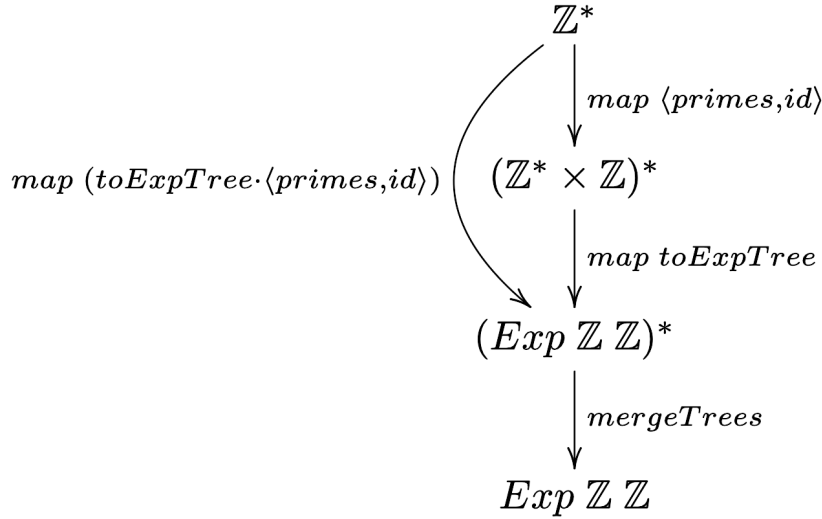 ℤ*
map ⟨primes,id⟩
map (toExpTree·⟨primes,id⟩)
(ℤ* × ℤ)*
map toExpTree
(Exp ℤ ℤ)*
mergeTrees
Exp ℤ ℤ